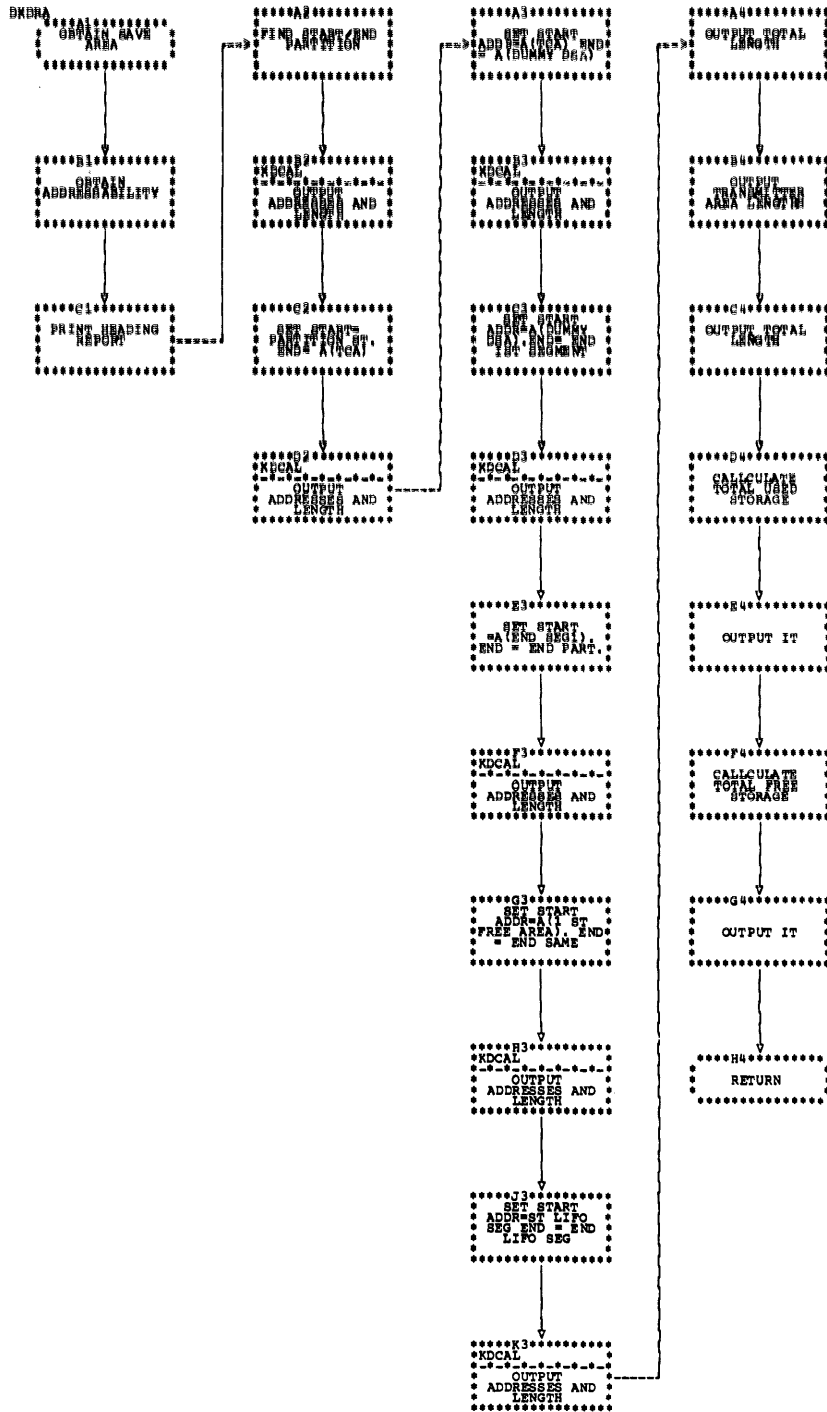 DKDRA
A1
OBTAIN SAVE
AREA
B1
OBTAIN
ADDRESSABILITY
C1
PRINT HEADING
REPORT
A2
FIND START/END
PARTITION
B2
KDCAL
OUTPUT
ADDRESSES AND
LENGTH
C2
SET START=
PARTITION ST.
END= A(TCA)
D2
KDCAL
OUTPUT
ADDRESSES AND
LENGTH
A3
SET START
ADDR=A(TCA) END
= A(DUMMY DSA)
B3
KDCAL
OUTPUT
ADDRESSES AND
LENGTH
C3
SET START
ADDR=A(DUMMY
DSA).END= END
1ST SEGMENT
D3
KDCAL
OUTPUT
ADDRESSES AND
LENGTH
E3
SET START
=A(END SEG1).
END = END PART.
F3
KDCAL
OUTPUT
ADDRESSES AND
LENGTH
G3
SET START
ADDR=A(1 ST
FREE AREA). END
= END SAME
H3
KDCAL
OUTPUT
ADDRESSES AND
LENGTH
J3
SET START
ADDR=ST LIFO
SEG END = END
LIFO SEG
K3
KDCAL
OUTPUT
ADDRESSES AND
LENGTH
A4
OUTPUT TOTAL
LENGTH
B4
OUTPUT
TRANSMITTER
AREA LENGTH
C4
OUTPUT TOTAL
LENGTH
D4
CALLCULATE
TOTAL USED
STORAGE
E4
OUTPUT IT
F4
CALLCULATE
TOTAL FREE
STORAGE
G4
OUTPUT IT
H4
RETURN